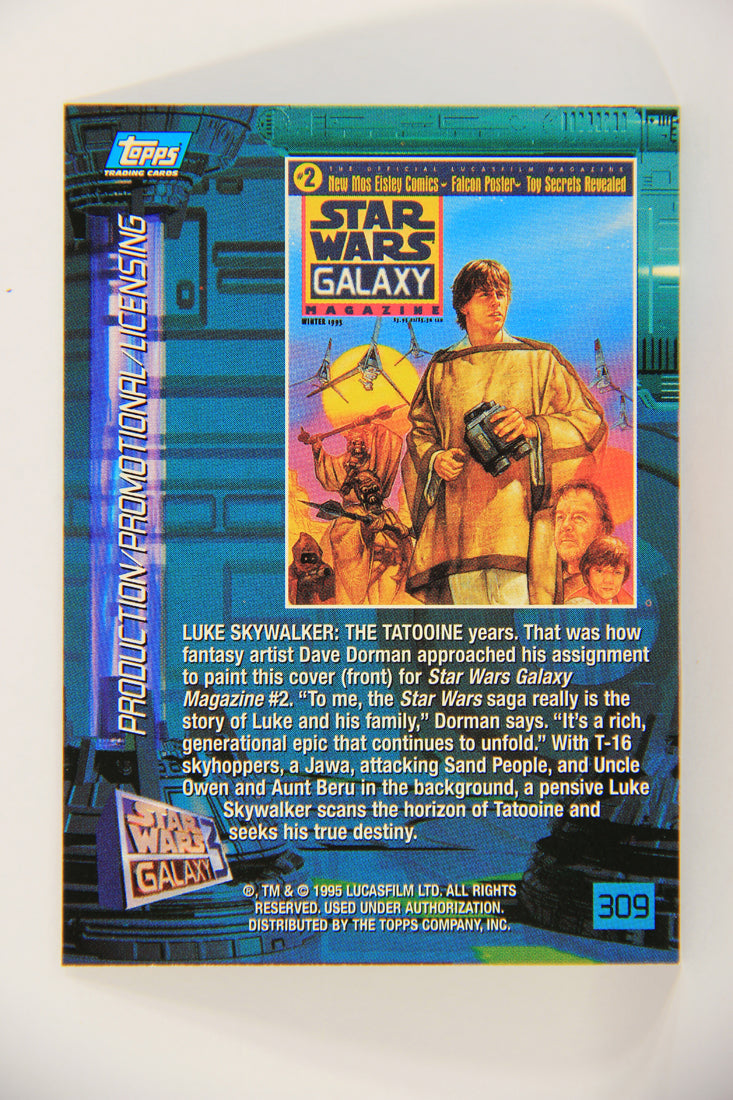 topps
TRADING CARDS
PRODUCTION/PROMOTIONAL/LICENSING
#2
THE OFFICIAL LUCASFILM MAGAZINE
New Mos Eisley Comics • Falcon Poster • Toy Secrets Revealed
STAR
WARS
GALAXY
MAGAZINE
WINTER 1995
LUKE SKYWALKER: THE TATOOINE years. That was how
fantasy artist Dave Dorman approached his assignment
to paint this cover (front) for Star Wars Galaxy
Magazine #2. “To me, the Star Wars saga really is the
story of Luke and his family,” Dorman says. “It’s a rich,
generational epic that continues to unfold.” With T-16
skyhoppers, a Jawa, attacking Sand People, and Uncle
Owen and Aunt Beru in the background, a pensive Luke
Skywalker scans the horizon of Tatooine and
seeks his true destiny.
STAR
WARS 3
GALAXY
®, TM & © 1995 LUCASFILM LTD. ALL RIGHTS
RESERVED. USED UNDER AUTHORIZATION.
DISTRIBUTED BY THE TOPPS COMPANY, INC.
309